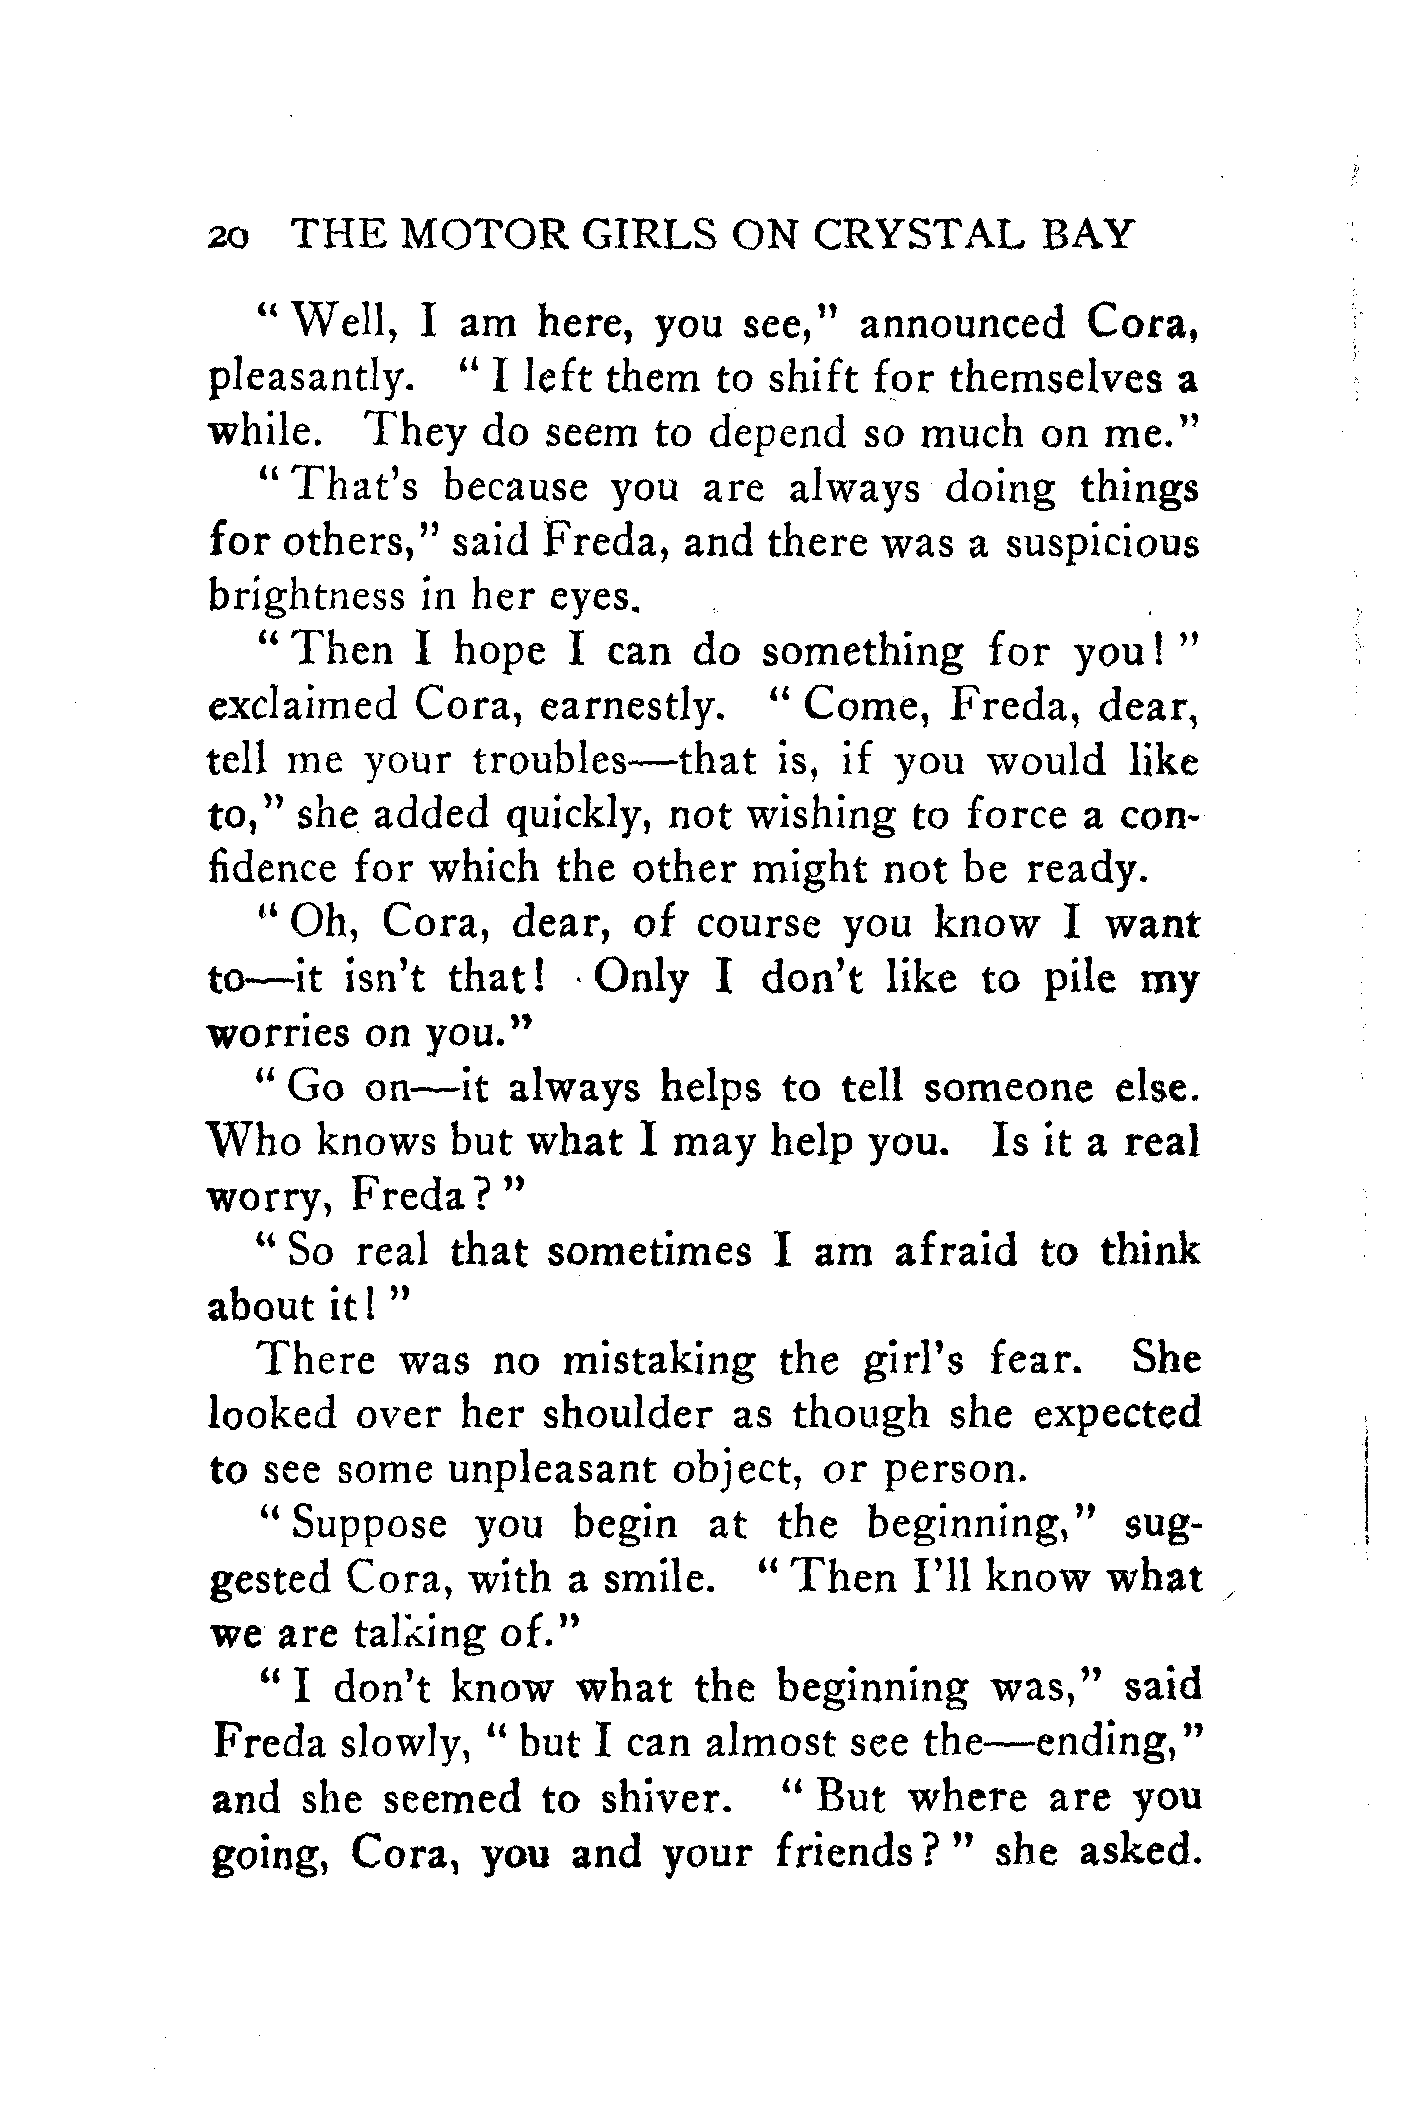 20 THE MOTOR GIRLS ON CRYSTAL BAY
“ Well, I am here, you see,” announced Cora,
pleasantly. “ I left them to shift for themselves a
while. They do seem to depend so much on me.”
“ That’s because you are always doing things
for others,” said Freda, and there was a suspicious
brightness in her eyes.
“ Then I hope I can do something for you! ”
exclaimed Cora, earnestly. “ Come, Freda, dear,
tell me your troubles—that is, if you would like
to,” she added quickly, not wishing to force a con-
fidence for which the other might not be ready.
“ Oh, Cora, dear, of course you know I want
to—it isn’t that! Only I don’t like to pile my
worries on you.”
“ Go on—it always helps to tell someone else.
Who knows but what I may help you. Is it a real
worry, Freda? ”
“ So real that sometimes I am afraid to think
about it! ”
There was no mistaking the girl’s fear. She
looked over her shoulder as though she expected
to see some unpleasant object, or person.
“ Suppose you begin at the beginning,” sug-
gested Cora, with a smile. “ Then I’ll know what
we are talking of.”
“ I don’t know what the beginning was,” said
Freda slowly, “ but I can almost see the—ending,”
and she seemed to shiver. “ But where are you
going, Cora, you and your friends? ” she asked.